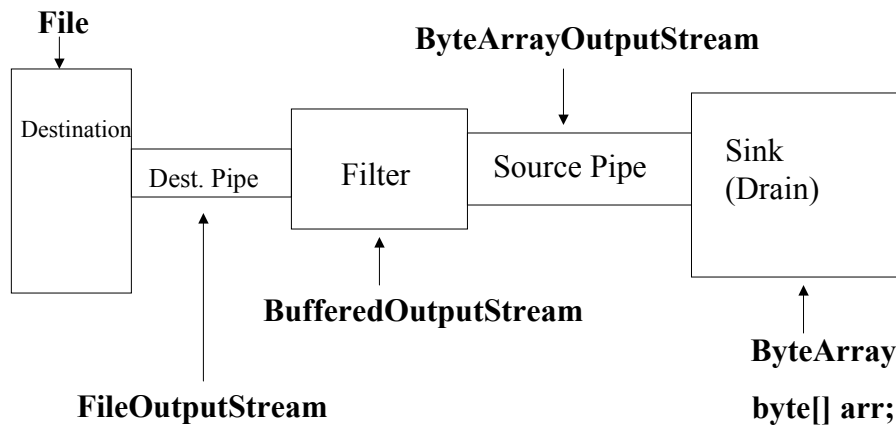 File
ByteArrayOutputStream
Destination
Dest. Pipe
Filter
Source Pipe
Sink
(Drain)
BufferedOutputStream
FileOutputStream
ByteArray
byte[] arr;